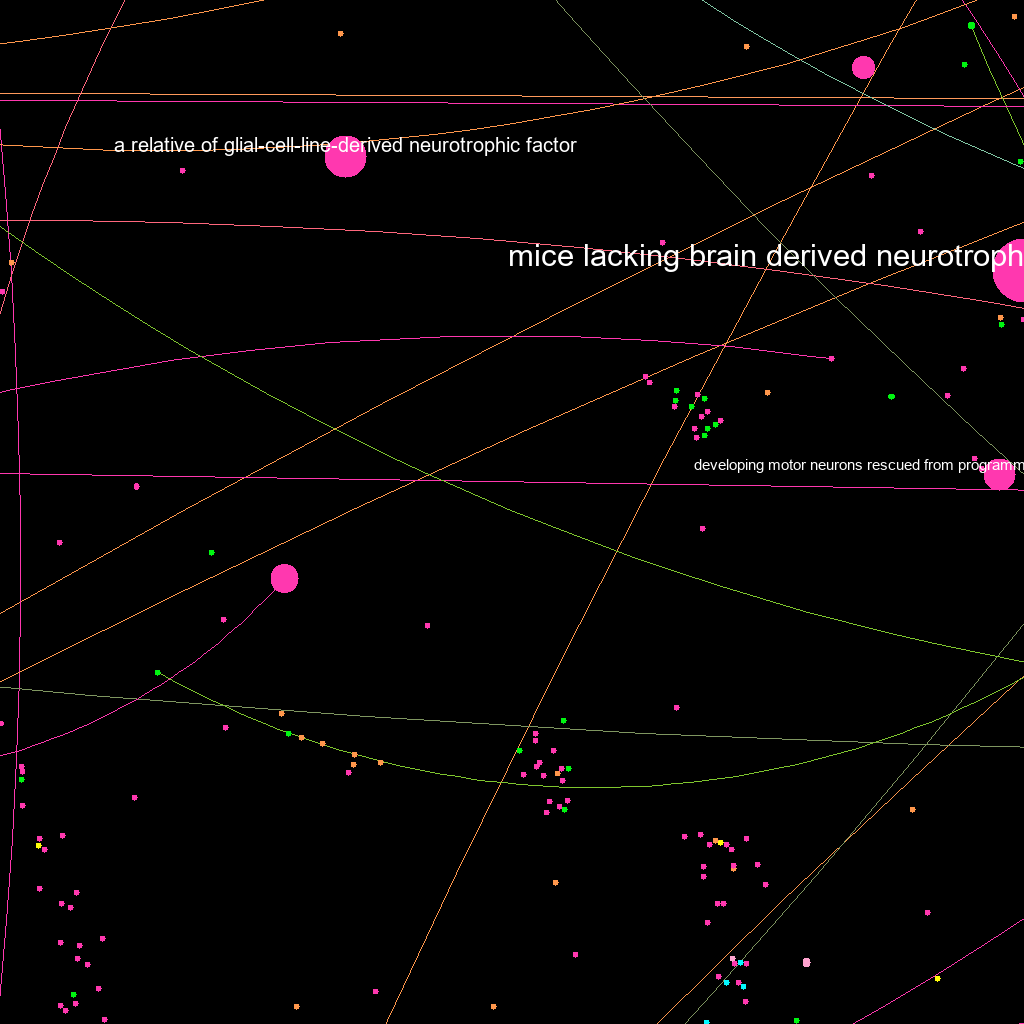 a relative of glial-cell-line-derived neurotrophic factor
mice lacking brain derived neurotroph
developing motor neurons rescued from programm